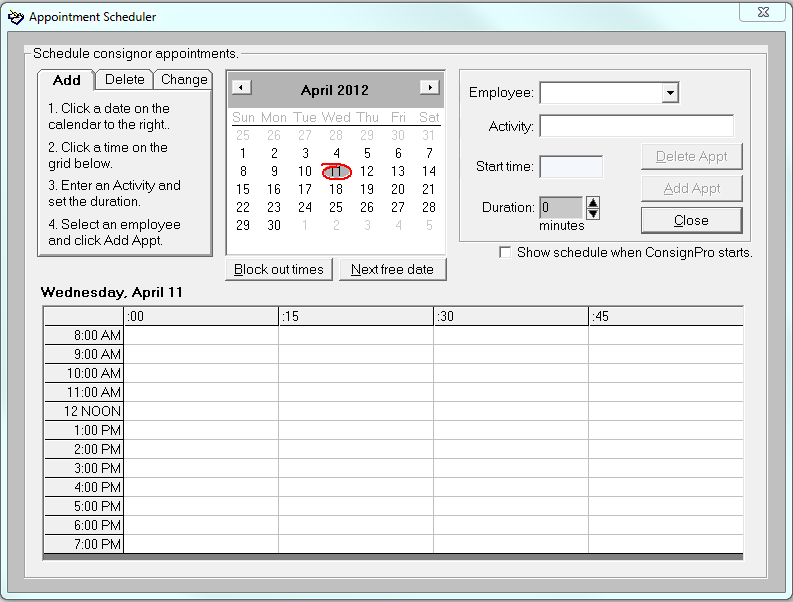 Appointment Scheduler
Schedule consignor appointments.
Add Delete Change
1. Click a date on the
calendar to the right..
2. Click a time on the
grid below.
3. Enter an Activity and
set the duration.
4. Select an employee
and click Add Appt.
April 2012
Sun Mon Tue Wed Thu Fri Sat
25 26 27 28 29 30 31
1 2 3 4 5 6 7
8 9 10 11 12 13 14
15 16 17 18 19 20 21
22 23 24 25 26 27 28
29 30 1 2 3 4 5
Block out times Next free date
Employee:
Activity:
Start time:
Duration: 0
minutes
Delete Appt
Add Appt
Close
Show schedule when ConsignPro starts.
Wednesday, April 11
:00 :15 :30 :45
8:00 AM
9:00 AM
10:00 AM
11:00 AM
12 NOON
1:00 PM
2:00 PM
3:00 PM
4:00 PM
5:00 PM
6:00 PM
7:00 PM